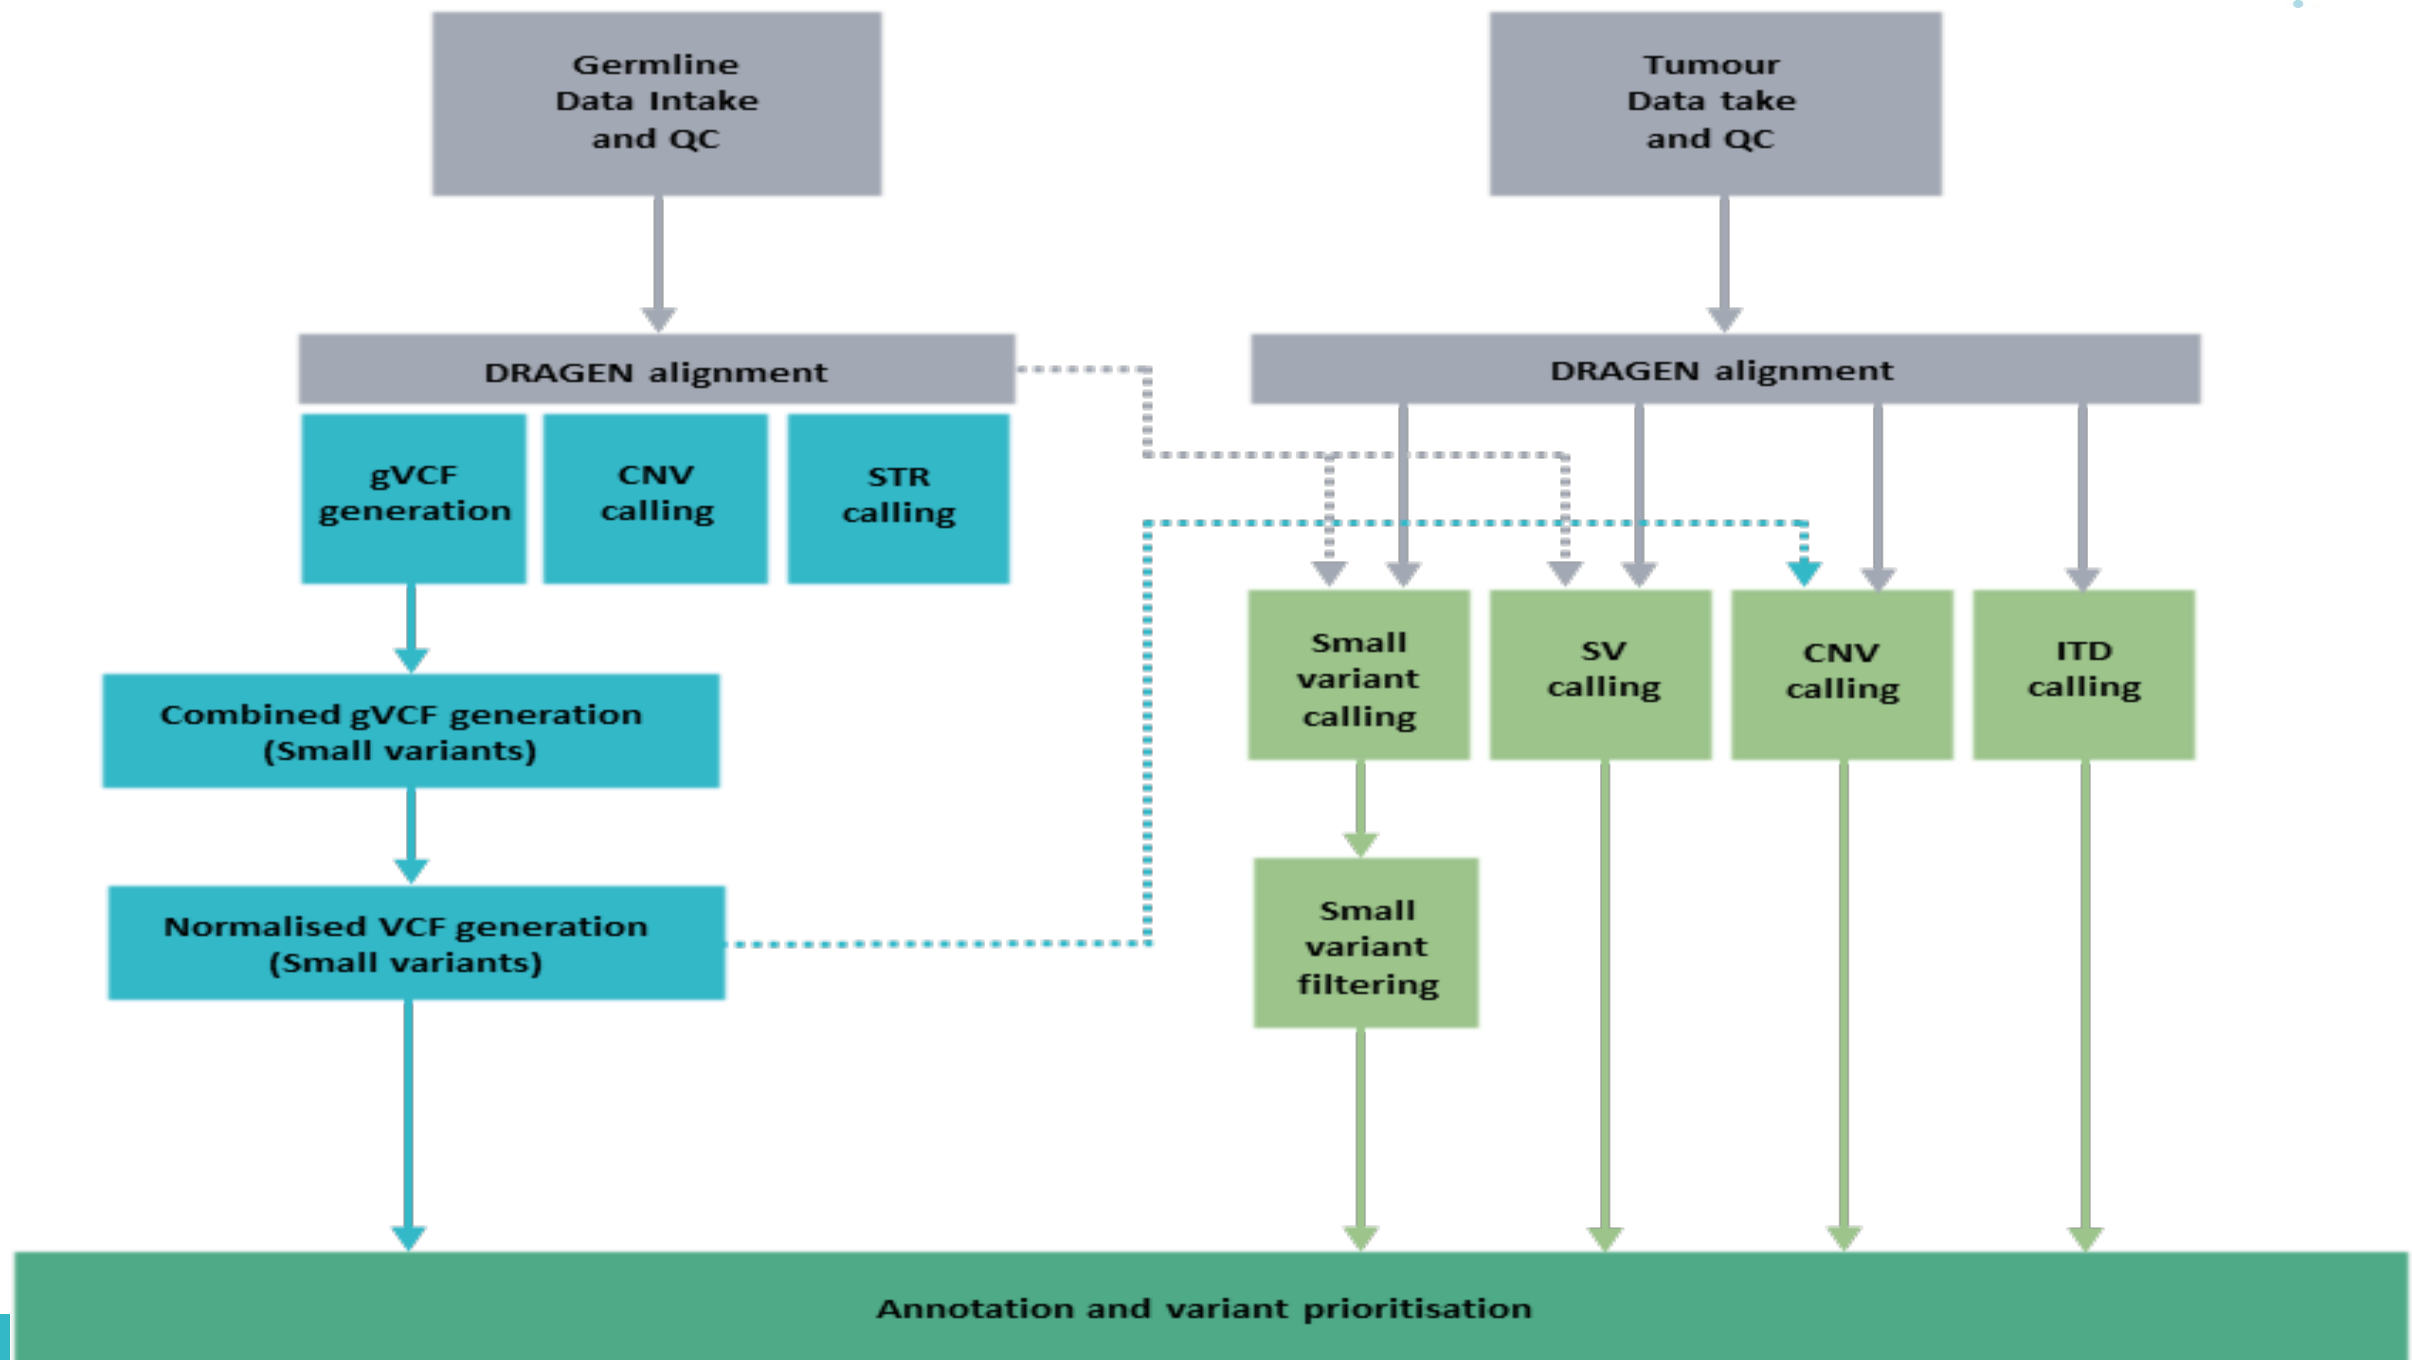 Germline
Data Intake
and QC
Tumour
Data take
and QC
DRAGEN alignment
DRAGEN alignment
gVCF
generation
CNV
calling
STR
calling
Small
variant
calling
SV
calling
CNV
calling
ITD
calling
Combined gVCF generation
(Small variants)
Normalised VCF generation
(Small variants)
Small
variant
filtering
Annotation and variant prioritisation